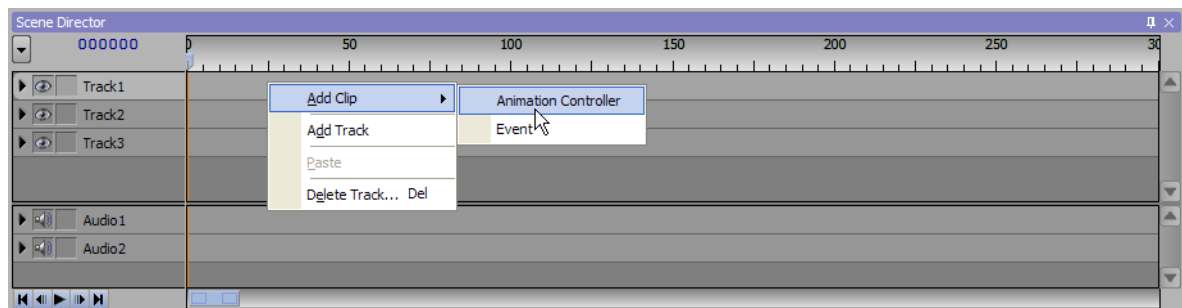 Scene Director
000000 0 50 100 150 200 250 30
Track1
Add Clip Animation Controller
Track2
Add Track Event
Track3
Paste
Delete Track... Del
Audio1
Audio2